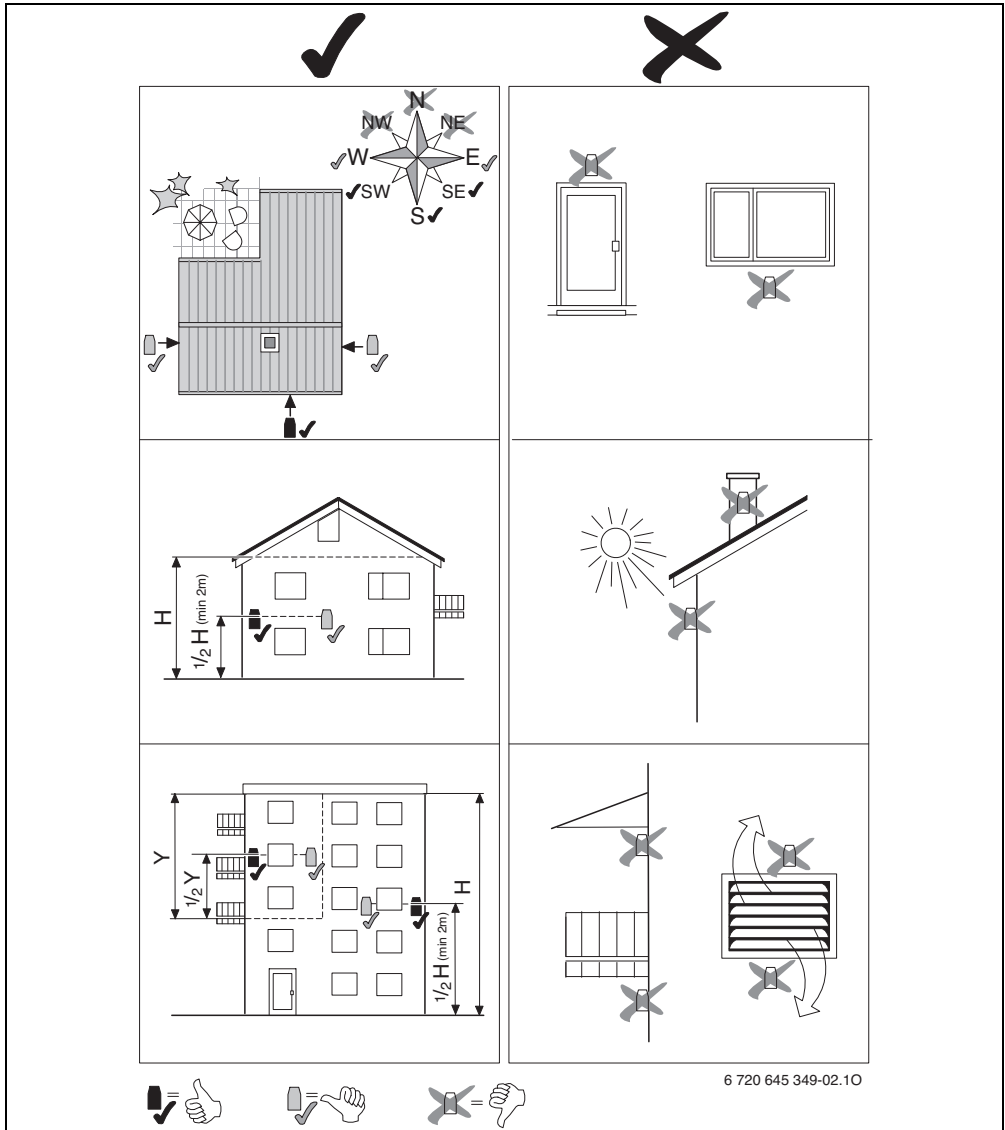 N
NW
NE
W
E
SW
SE
S
H
1/2 H (min 2m)
Y
1/2 Y
H
1/2 H (min 2m)
6 720 645 349-02.1O
=
=
=